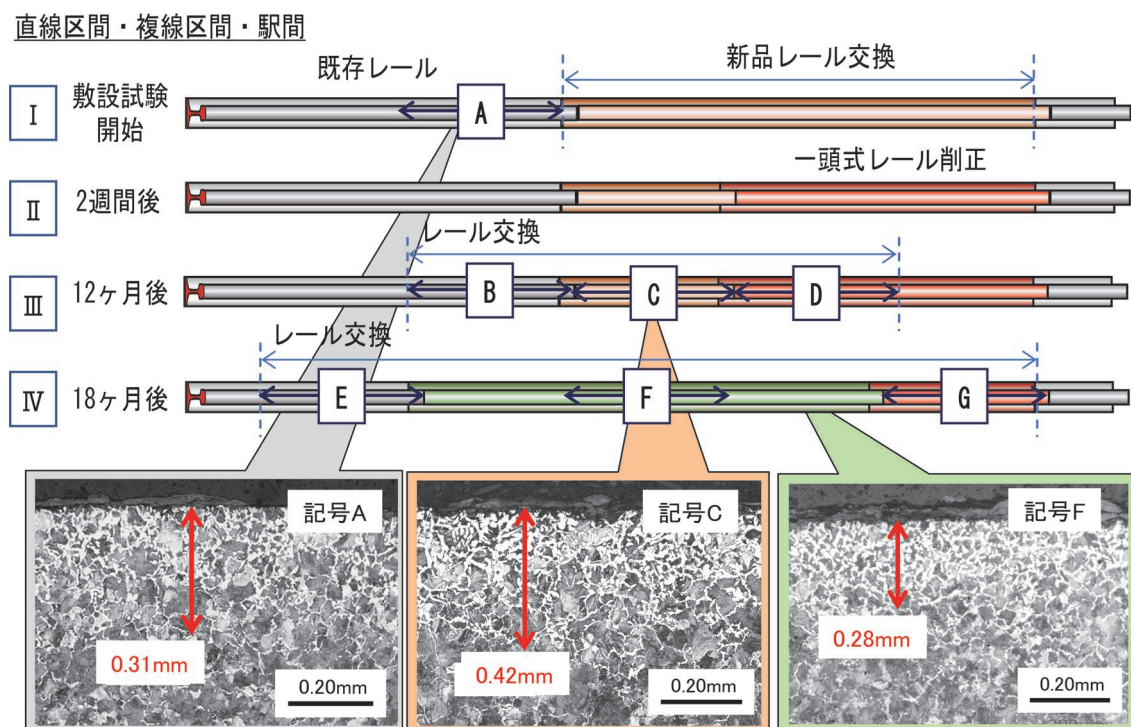 直線区間・複線区間・駅間
既存レール
新品レール交換
Ⅰ
敷設試験
開始
A
一頭式レール削正
Ⅱ
2週間後
レール交換
Ⅲ
12ヶ月後
B
C
D
レール交換
Ⅳ
18ヶ月後
E
F
G
記号A
0.31mm
0.20mm
記号C
0.42mm
0.20mm
記号F
0.28mm
0.20mm